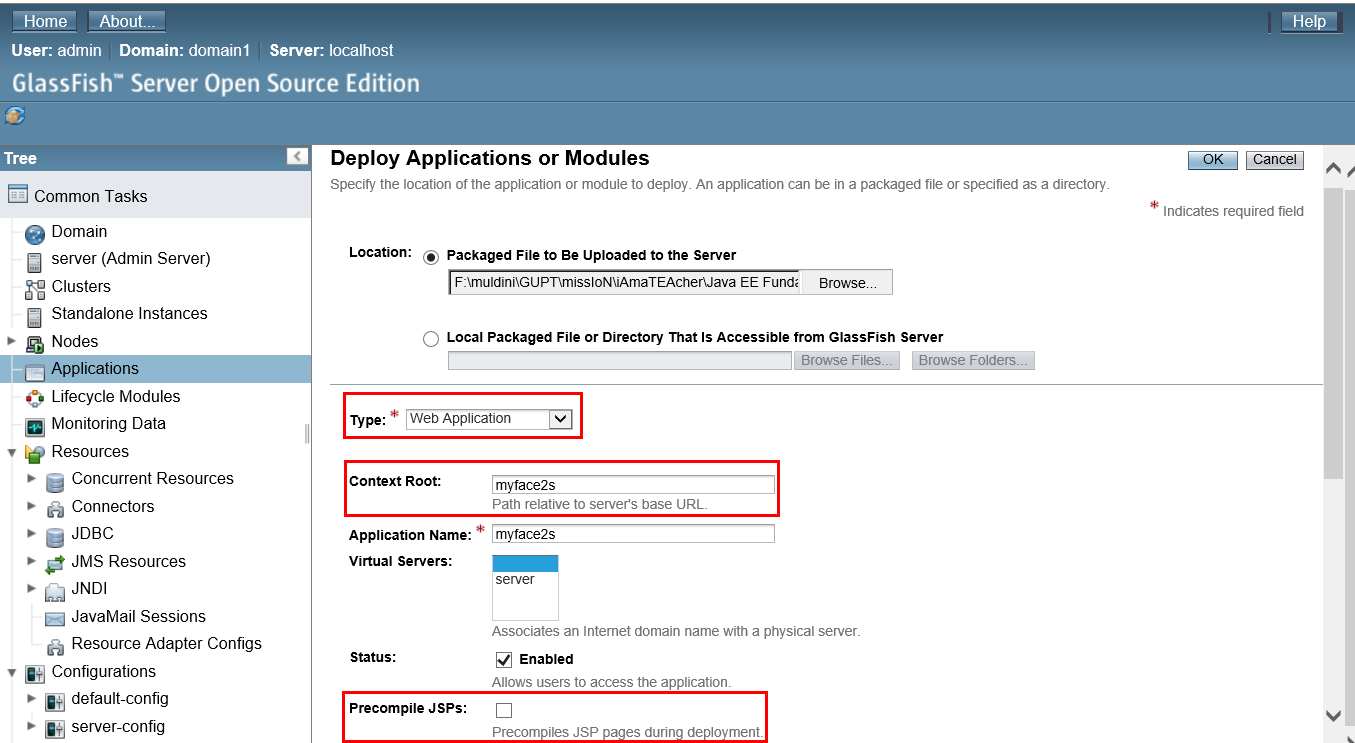 Home About... Help
User: admin Domain: domain1 Server: localhost
GlassFish™ Server Open Source Edition
Tree
Common Tasks
Domain
server (Admin Server)
Clusters
Standalone Instances
Nodes
Applications
Lifecycle Modules
Monitoring Data
Resources
Concurrent Resources
Connectors
JDBC
JMS Resources
JNDI
JavaMail Sessions
Resource Adapter Configs
Configurations
default-config
server-config
Deploy Applications or Modules
OK Cancel
Specify the location of the application or module to deploy. An application can be in a packaged file or specified as a directory.
* Indicates required field
Location: Packaged File to Be Uploaded to the Server
F:\muldini\GUPT\missIoN\iAmaTEAcher\Java EE Funda Browse...
Local Packaged File or Directory That Is Accessible from GlassFish Server
Browse Files... Browse Folders...
Type: * Web Application
Context Root: myface2s
Path relative to server's base URL.
Application Name: * myface2s
Virtual Servers:
server
Associates an Internet domain name with a physical server.
Status: Enabled
Allows users to access the application.
Precompile JSPs:
Precompiles JSP pages during deployment.